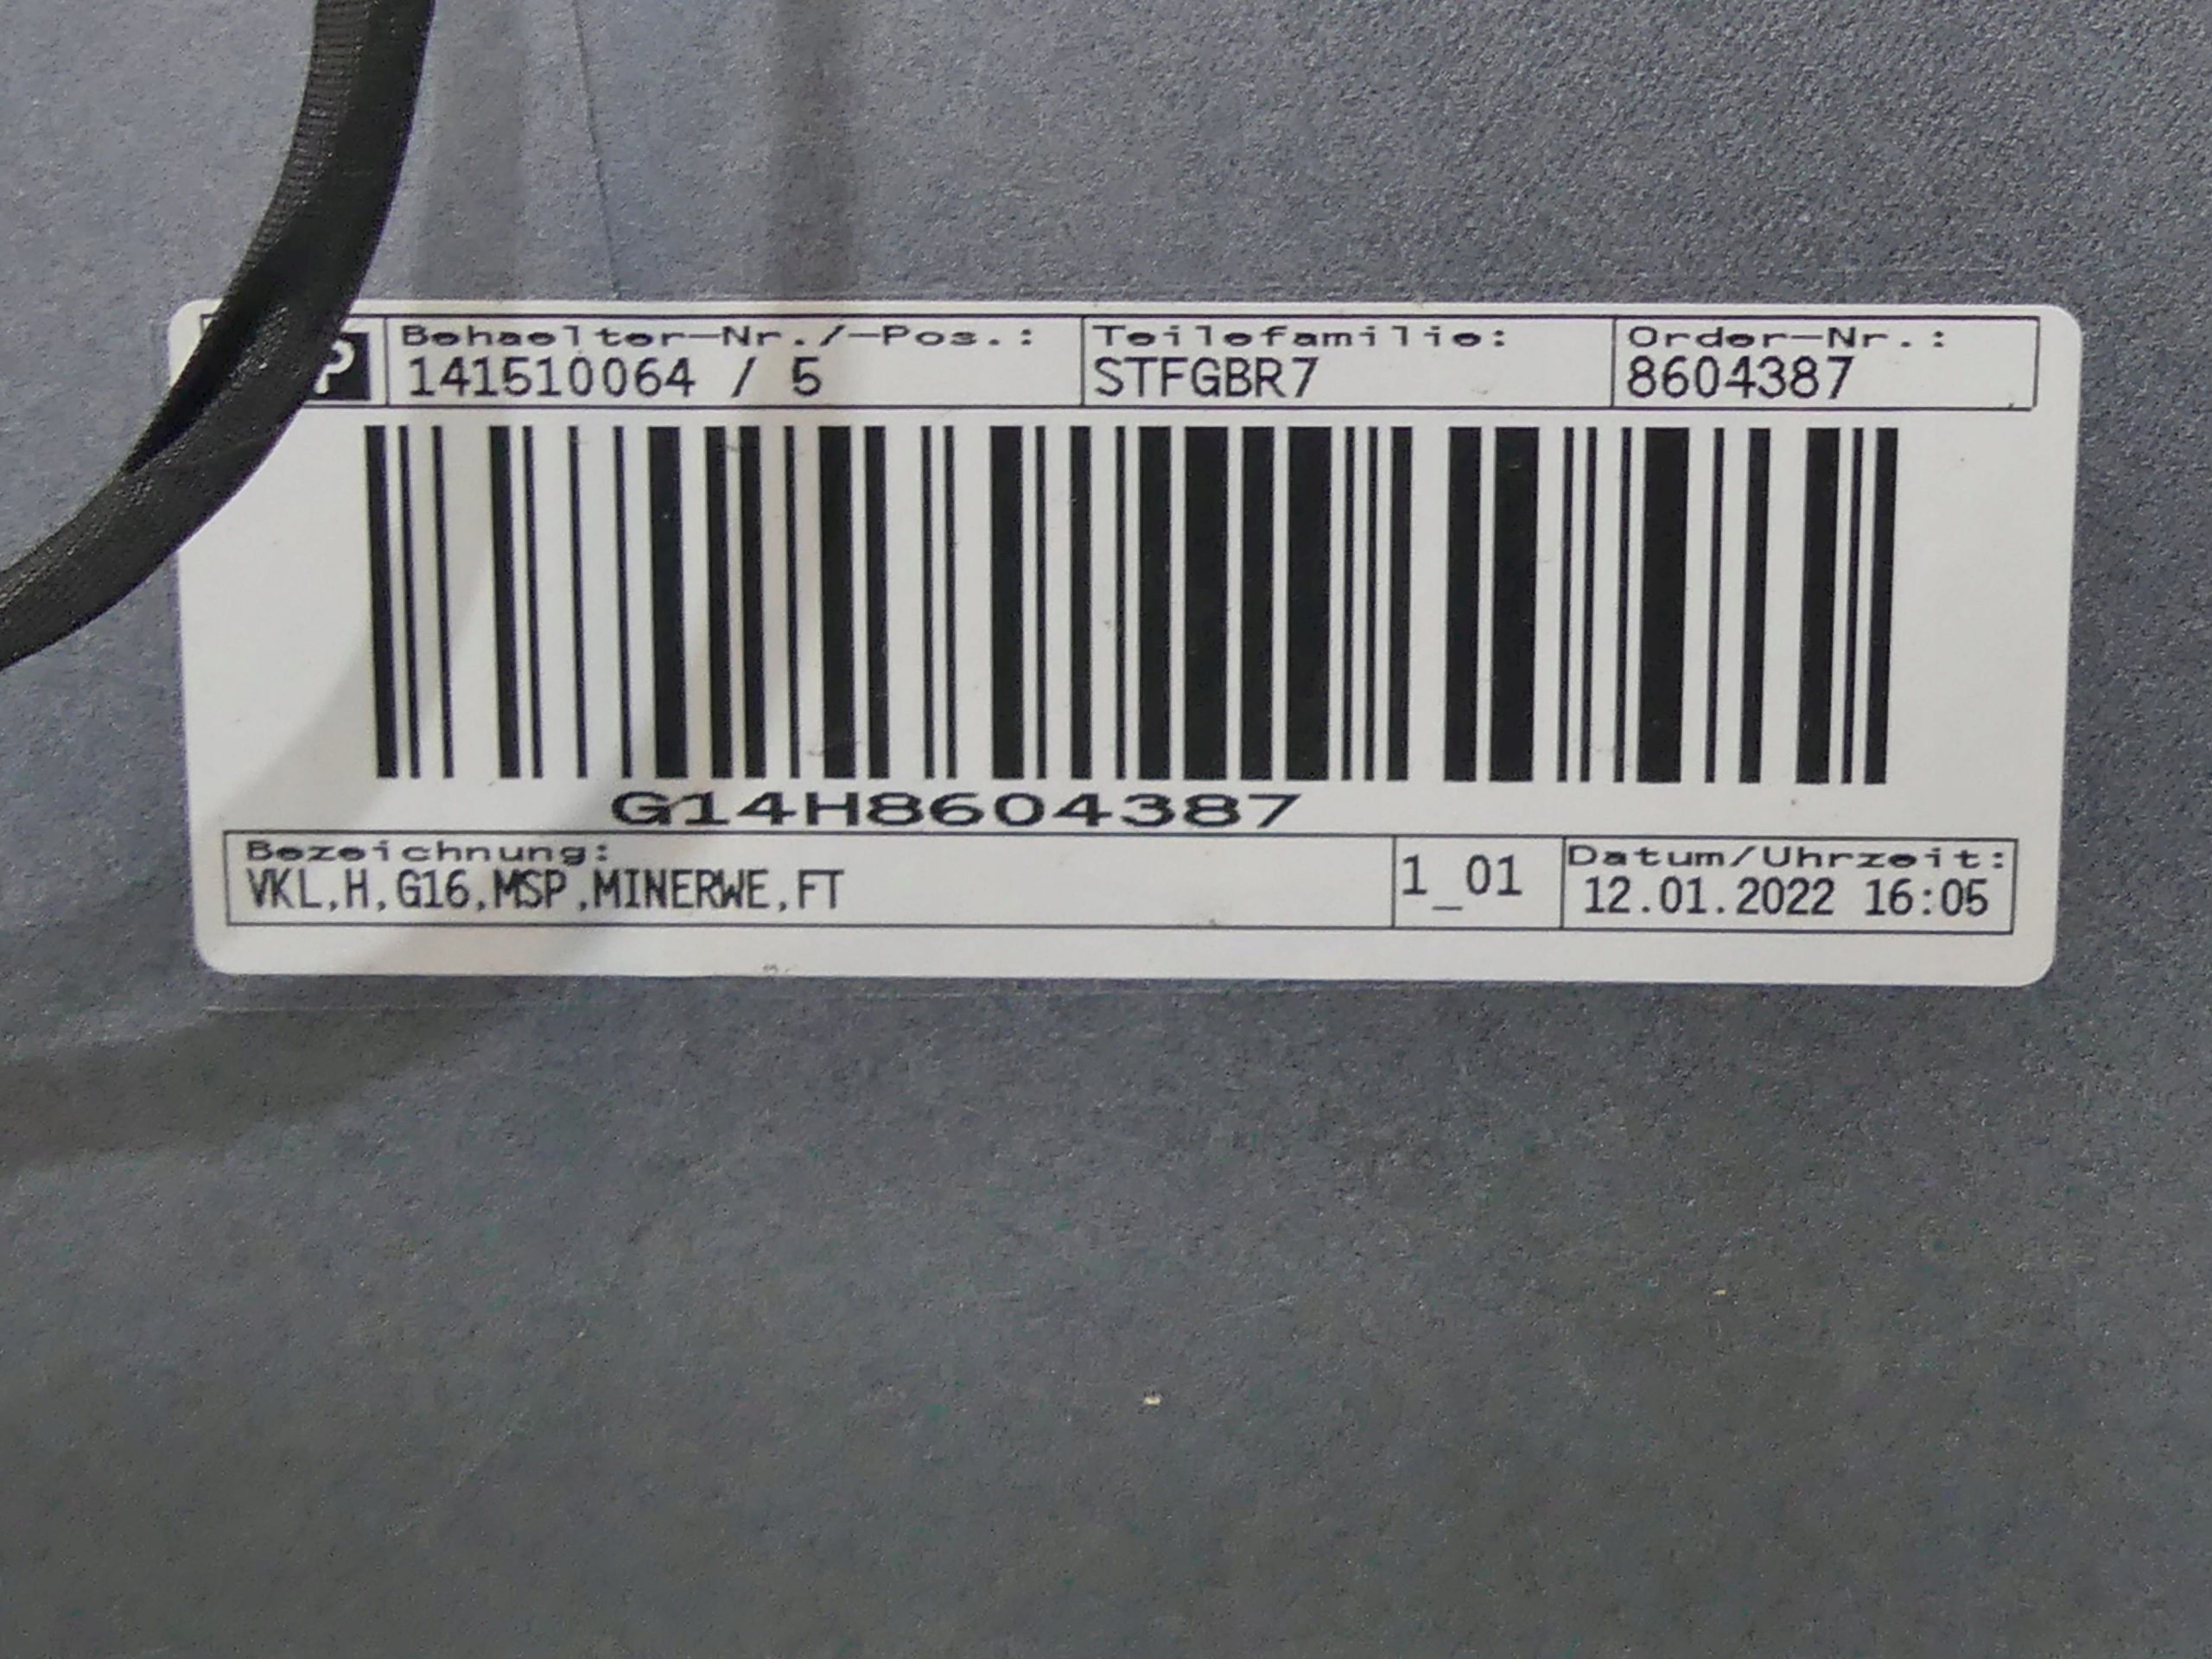 P
Behaelter-Nr./-Pos.: Teilefamilie: Order-Nr.:
141510064 / 5 STFGBR7 8604387
G14H8604387
Bezeichnung: Datum/Uhrzeit:
VKL,H,G16,MSP,MINERWE,FT 1_01 12.01.2022 16:05